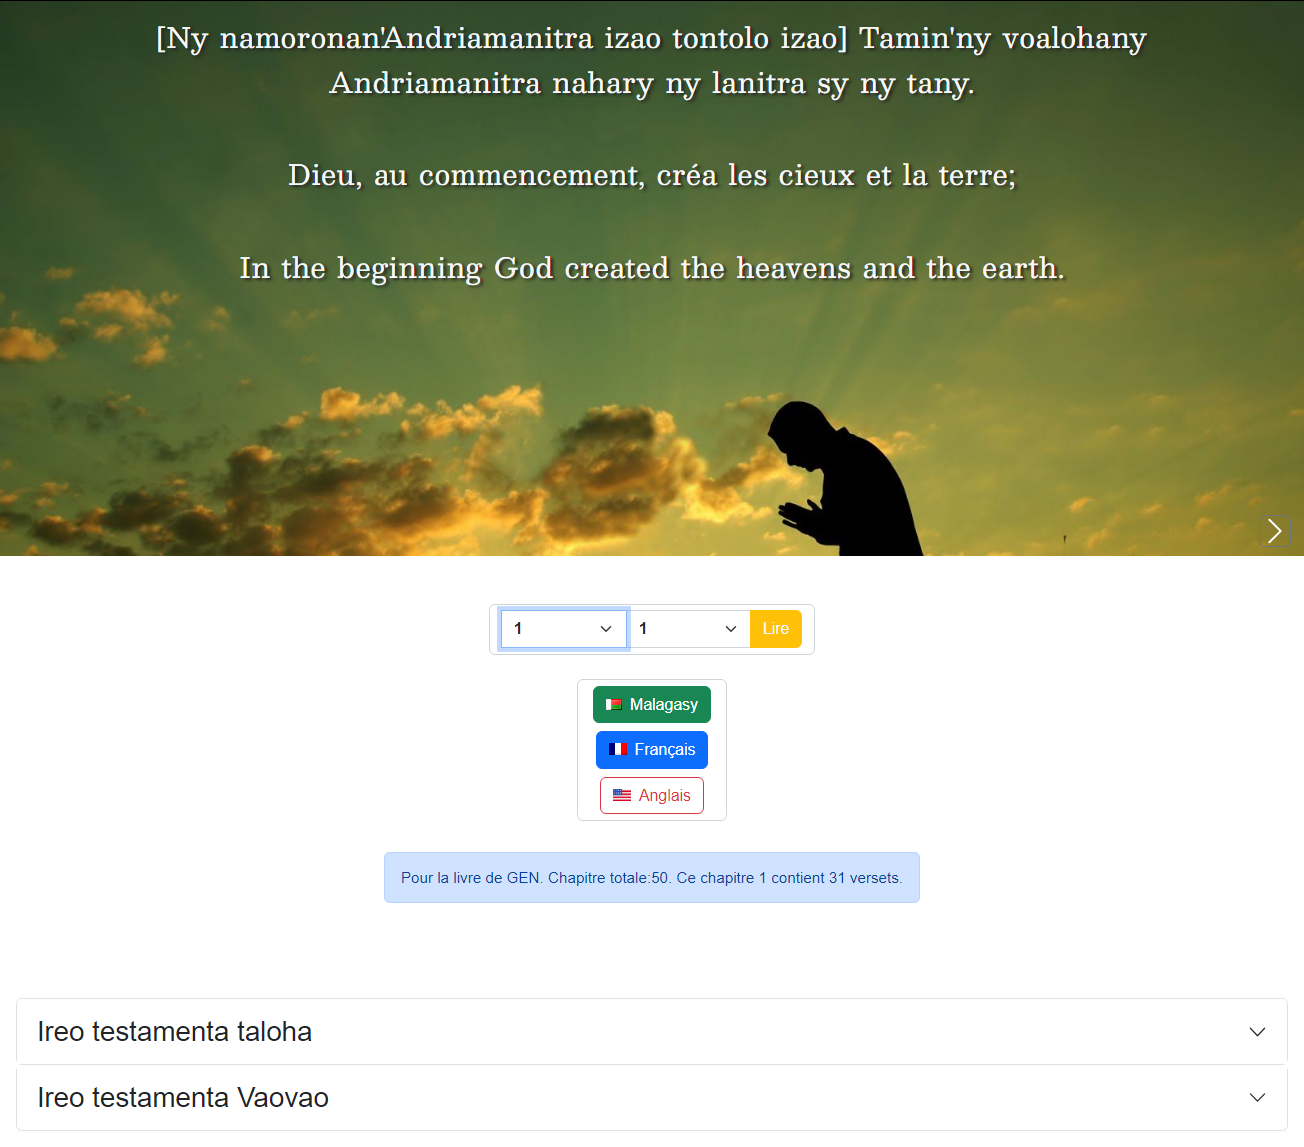 [Ny namoronan'Andriamanitra izao tontolo izao] Tamin'ny voalohany
Andriamanitra nahary ny lanitra sy ny tany.
Dieu, au commencement, créa les cieux et la terre;
In the beginning God created the heavens and the earth.
1 1 Lire
Malagasy
Français
Anglais
Pour la livre de GEN. Chapitre totale:50. Ce chapitre 1 contient 31 versets.
Ireo testamenta taloha
Ireo testamenta Vaovao